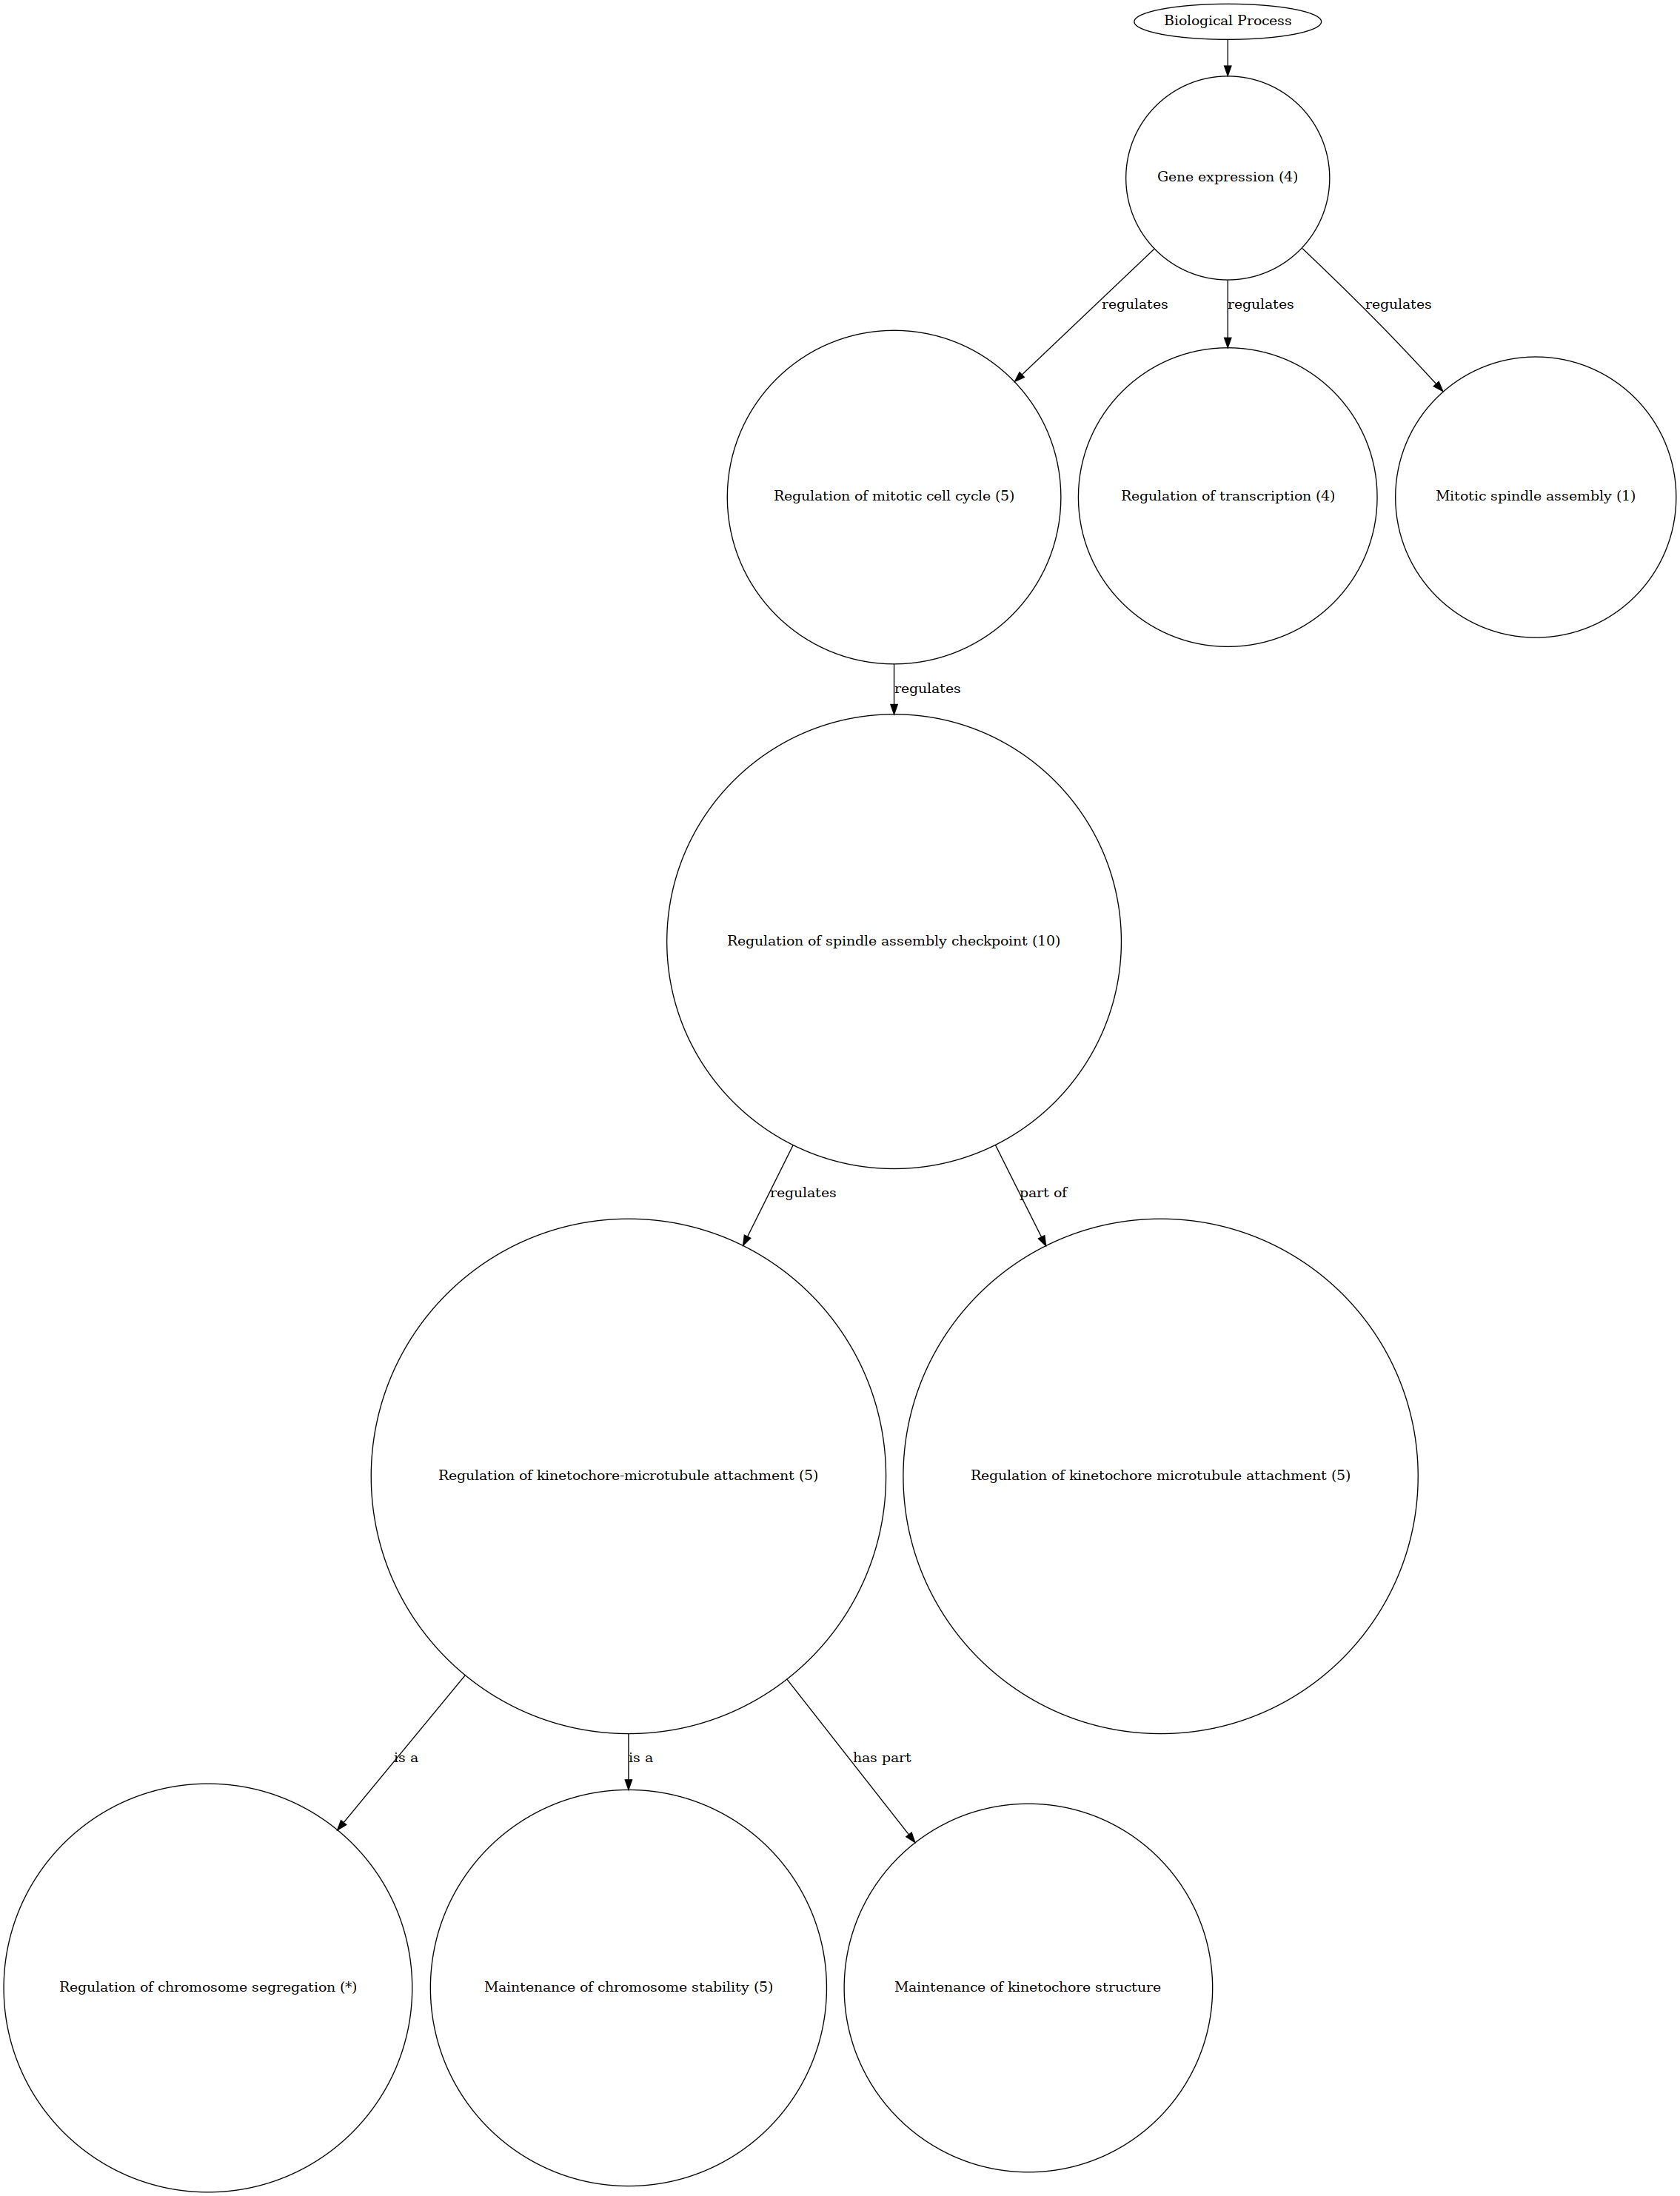 Biological Process
Gene expression (4)
regulates
regulates
regulates
Regulation of mitotic cell cycle (5)
Regulation of transcription (4)
Mitotic spindle assembly (1)
regulates
Regulation of spindle assembly checkpoint (10)
regulates
part of
Regulation of kinetochore-microtubule attachment (5)
Regulation of kinetochore microtubule attachment (5)
is a
is a
has part
Regulation of chromosome segregation (*)
Maintenance of chromosome stability (5)
Maintenance of kinetochore structure